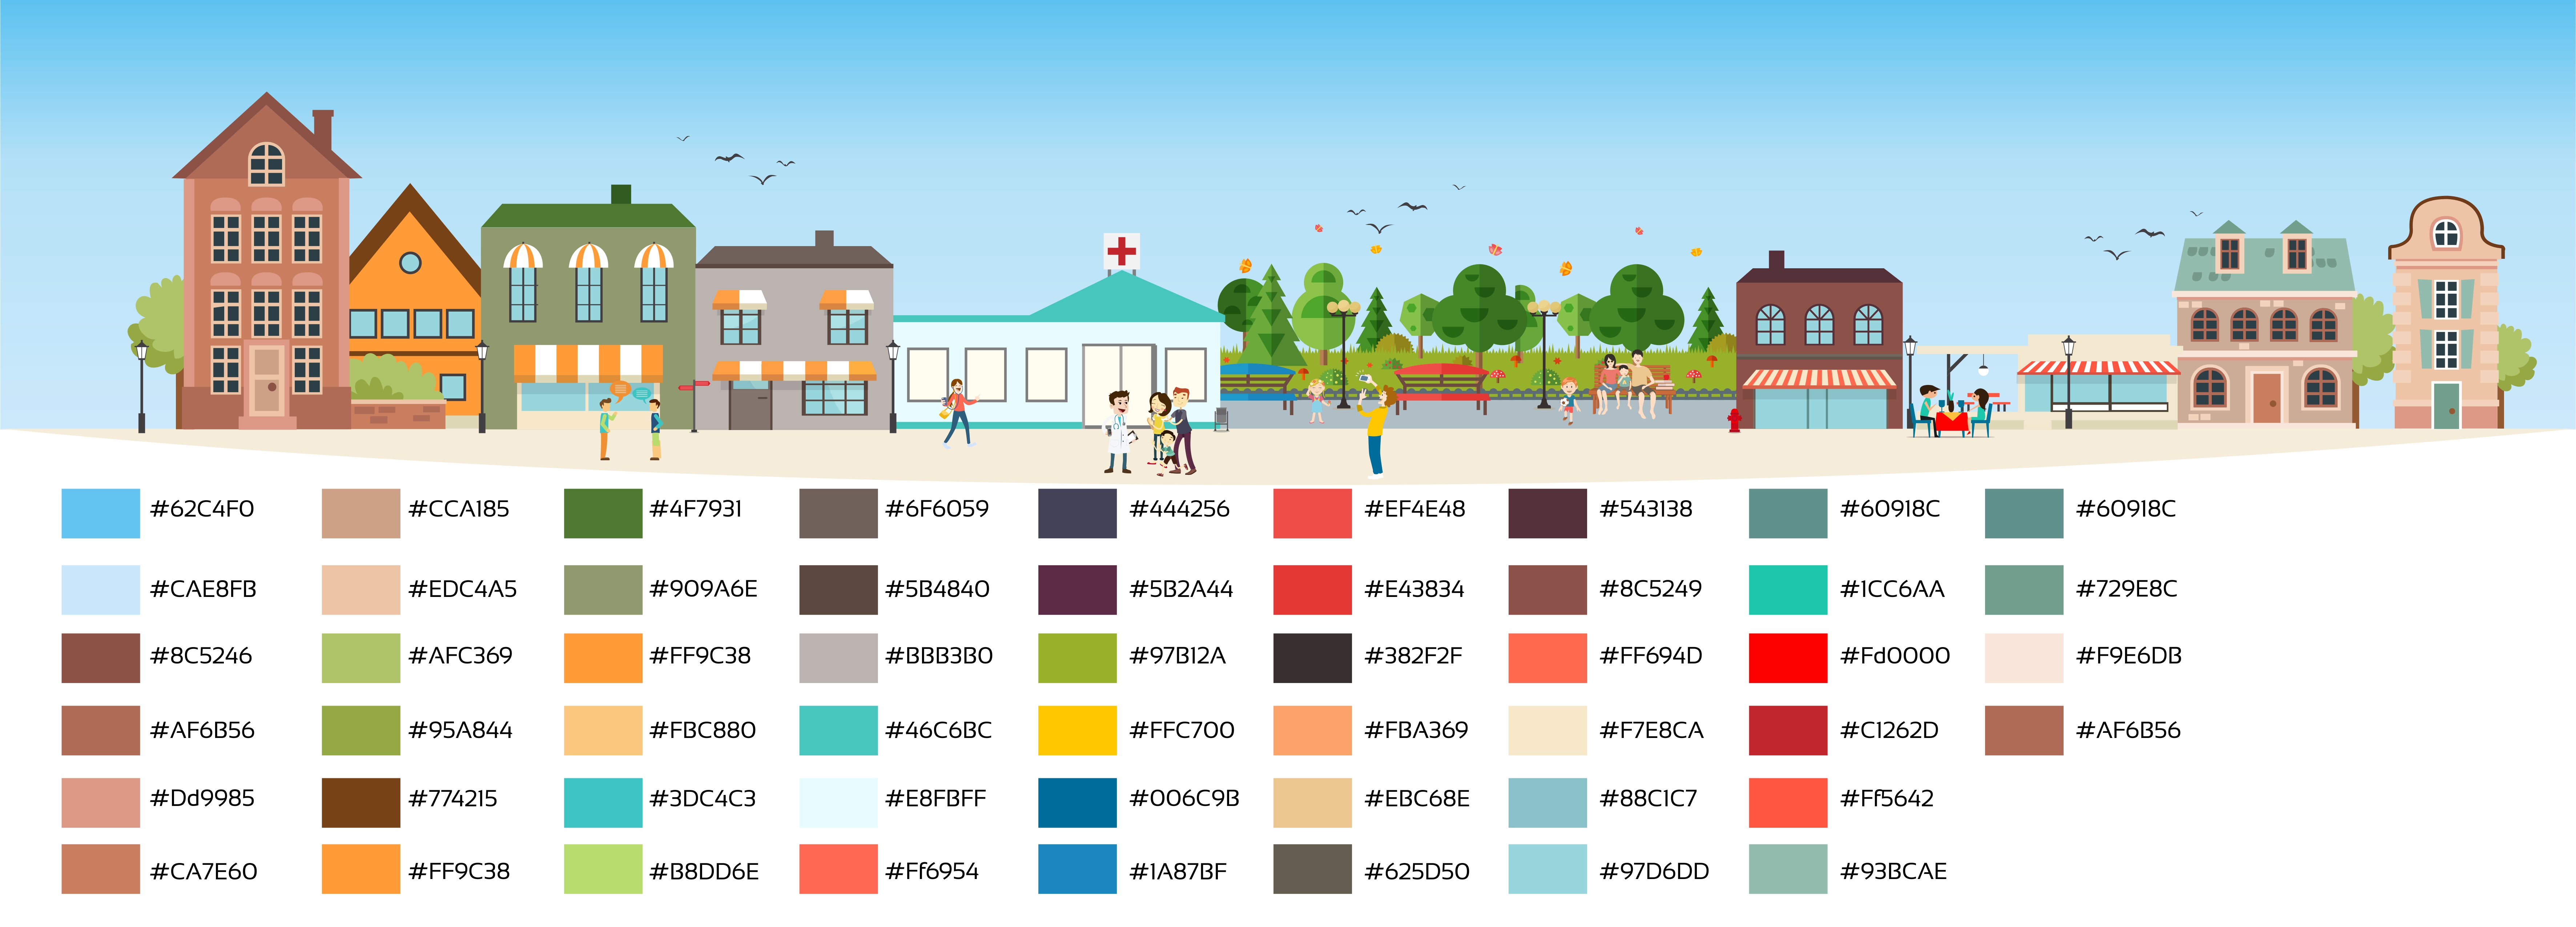 #62C4F0 #CCA185 #4F7931 #6F6059 #444256 #EF4E48 #543138 #60918C #60918C
#CAE8FB #EDC4A5 #909A6E #5B4840 #5B2A44 #E43834 #8C5249 #1CC6AA #729E8C
#8C5246 #AFC369 #FF9C38 #BBB3B0 #97B12A #382F2F #FF694D #Fd0000 #F9E6DB
#AF6B56 #95A844 #FBC880 #46C6BC #FFC700 #FBA369 #F7E8CA #C1262D #AF6B56
#Dd9985 #774215 #3DC4C3 #E8FBFF #006C9B #EBC68E #88C1C7 #Ff5642
#CA7E60 #FF9C38 #B8DD6E #Ff6954 #1A87BF #625D50 #97D6DD #93BCAE